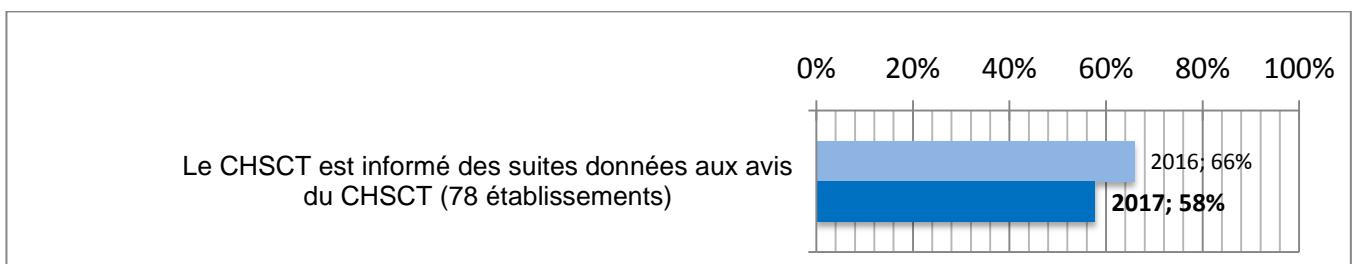 0% 20% 40% 60% 80% 100%
Le CHSCT est informé des suites données aux avis
du CHSCT (78 établissements)
2016; 66%
2017; 58%